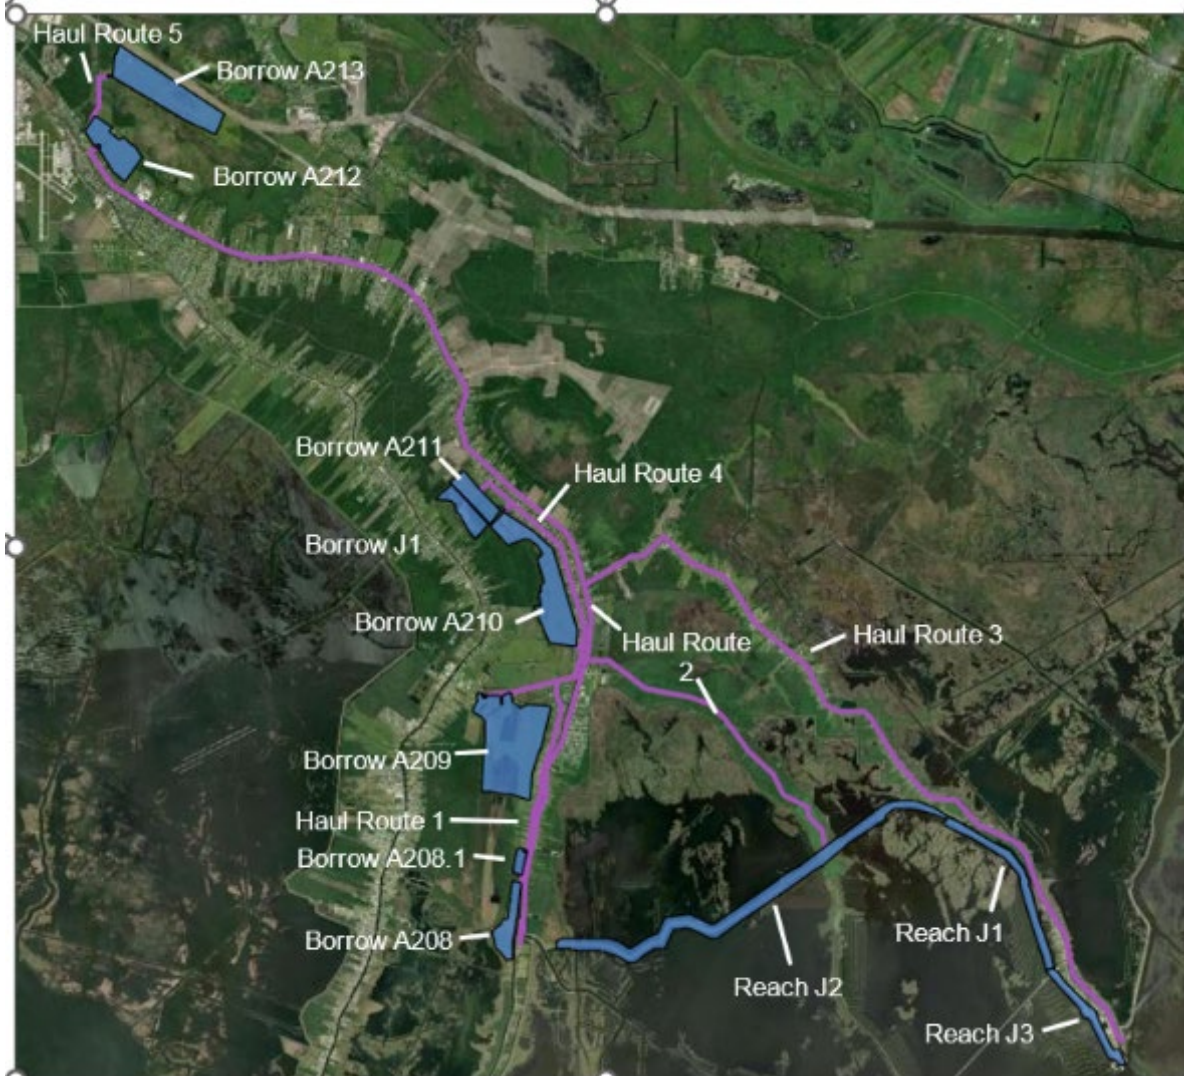 Haul Route 5
Borrow A213
Borrow A212
Borrow A211
Haul Route 4
Borrow J1
Borrow A210
Haul Route
2
Haul Route 3
Borrow A209
Haul Route 1
Borrow A208.1
Borrow A208
Reach J1
Reach J2
Reach J3